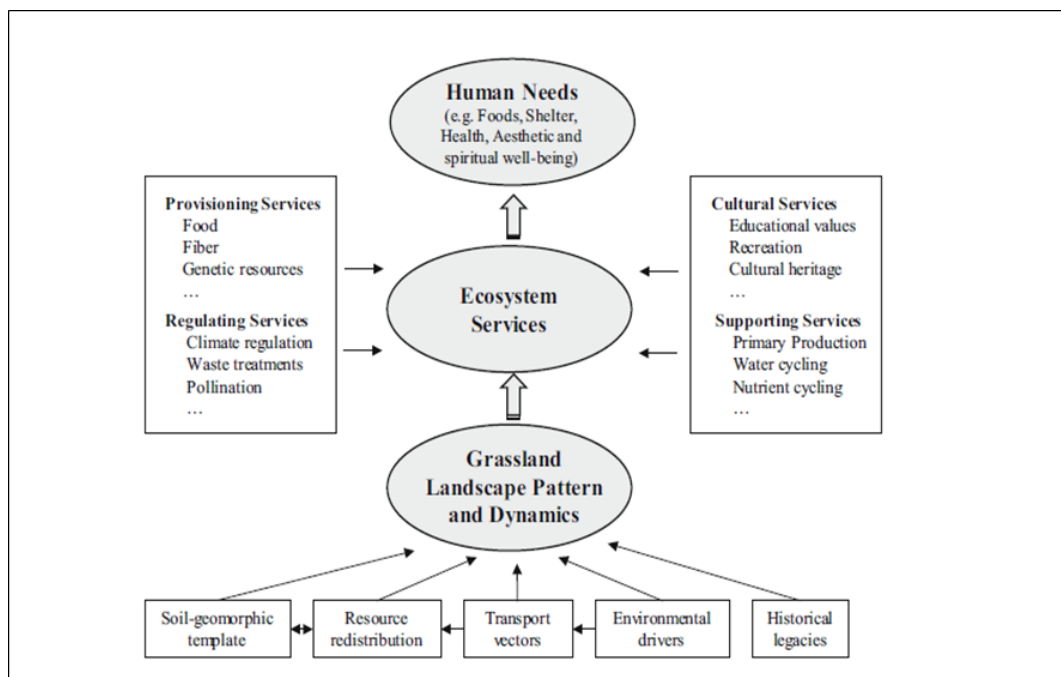 Human Needs
(e.g. Foods, Shelter,
Health, Aesthetic and
spiritual well-being)
Provisioning Services
Food
Fiber
Genetic resources
…
Regulating Services
Climate regulation
Waste treatments
Pollination
…
Ecosystem
Services
Cultural Services
Educational values
Recreation
Cultural heritage
…
Supporting Services
Primary Production
Water cycling
Nutrient cycling
…
Grassland
Landscape Pattern
and Dynamics
Soil-geomorphic
template
Resource
redistribution
Transport
vectors
Environmental
drivers
Historical
legacies